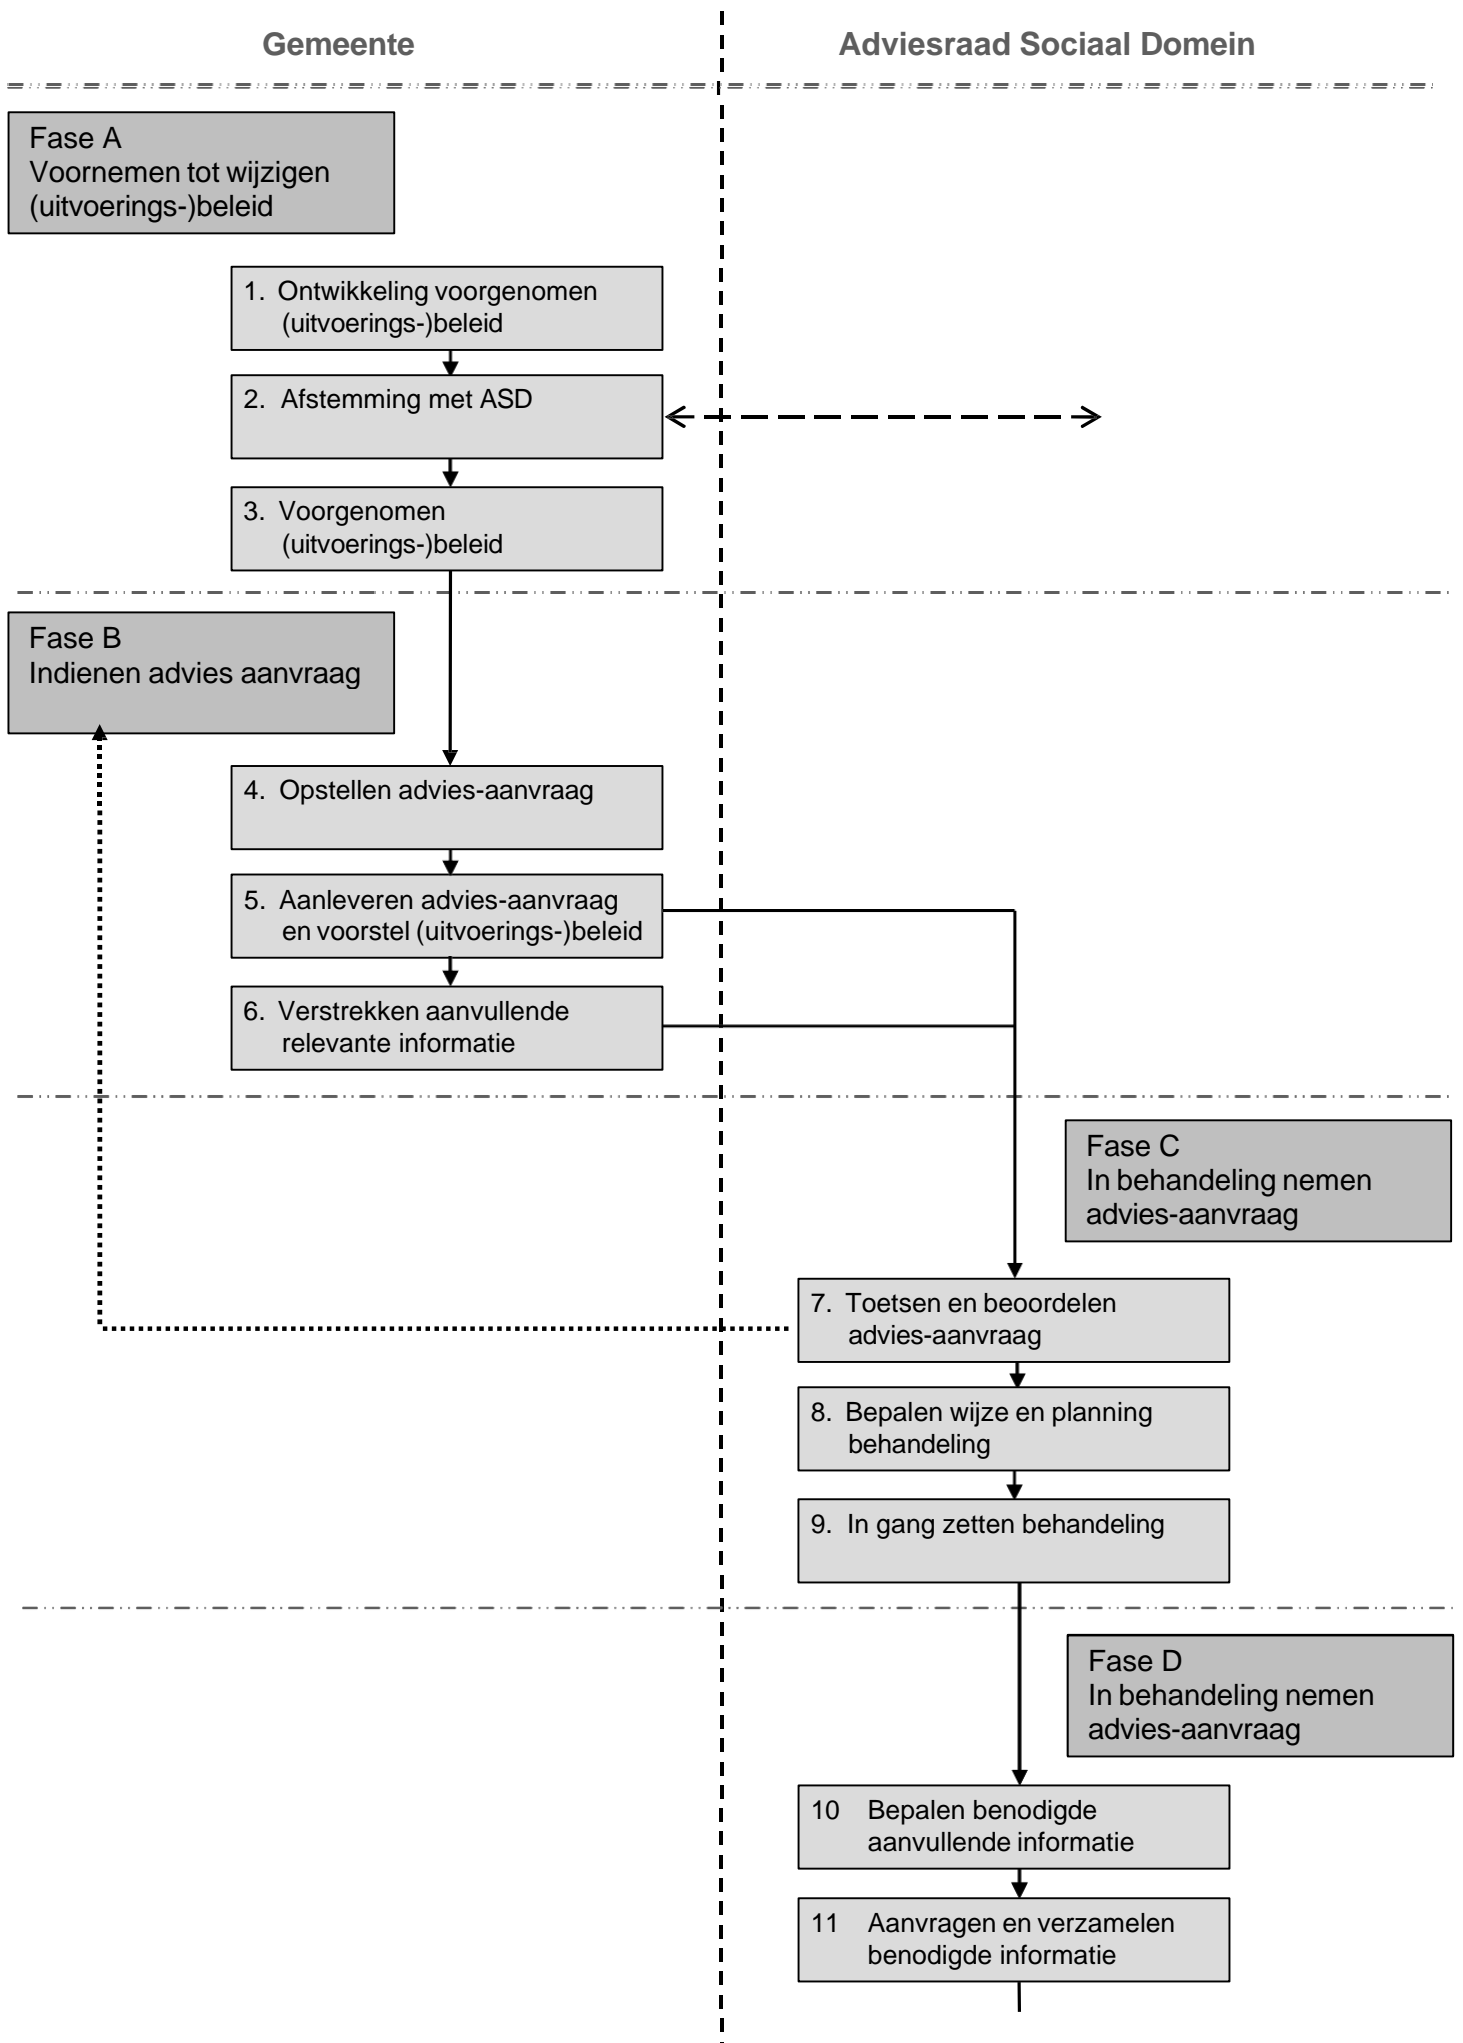 Gemeente
Adviesraad Sociaal Domein
Fase A
Voornemen tot wijzigen
(uitvoerings-)beleid
1. Ontwikkeling voorgenomen
(uitvoerings-)beleid
2. Afstemming met ASD
3. Voorgenomen
(uitvoerings-)beleid
Fase B
Indienen advies aanvraag
4. Opstellen advies-aanvraag
5. Aanleveren advies-aanvraag
en voorstel (uitvoerings-)beleid
6. Verstrekken aanvullende
relevante informatie
Fase C
In behandeling nemen
advies-aanvraag
7. Toetsen en beoordelen
advies-aanvraag
8. Bepalen wijze en planning
behandeling
9. In gang zetten behandeling
Fase D
In behandeling nemen
advies-aanvraag
10 Bepalen benodigde
aanvullende informatie
11 Aanvragen en verzamelen
benodigde informatie